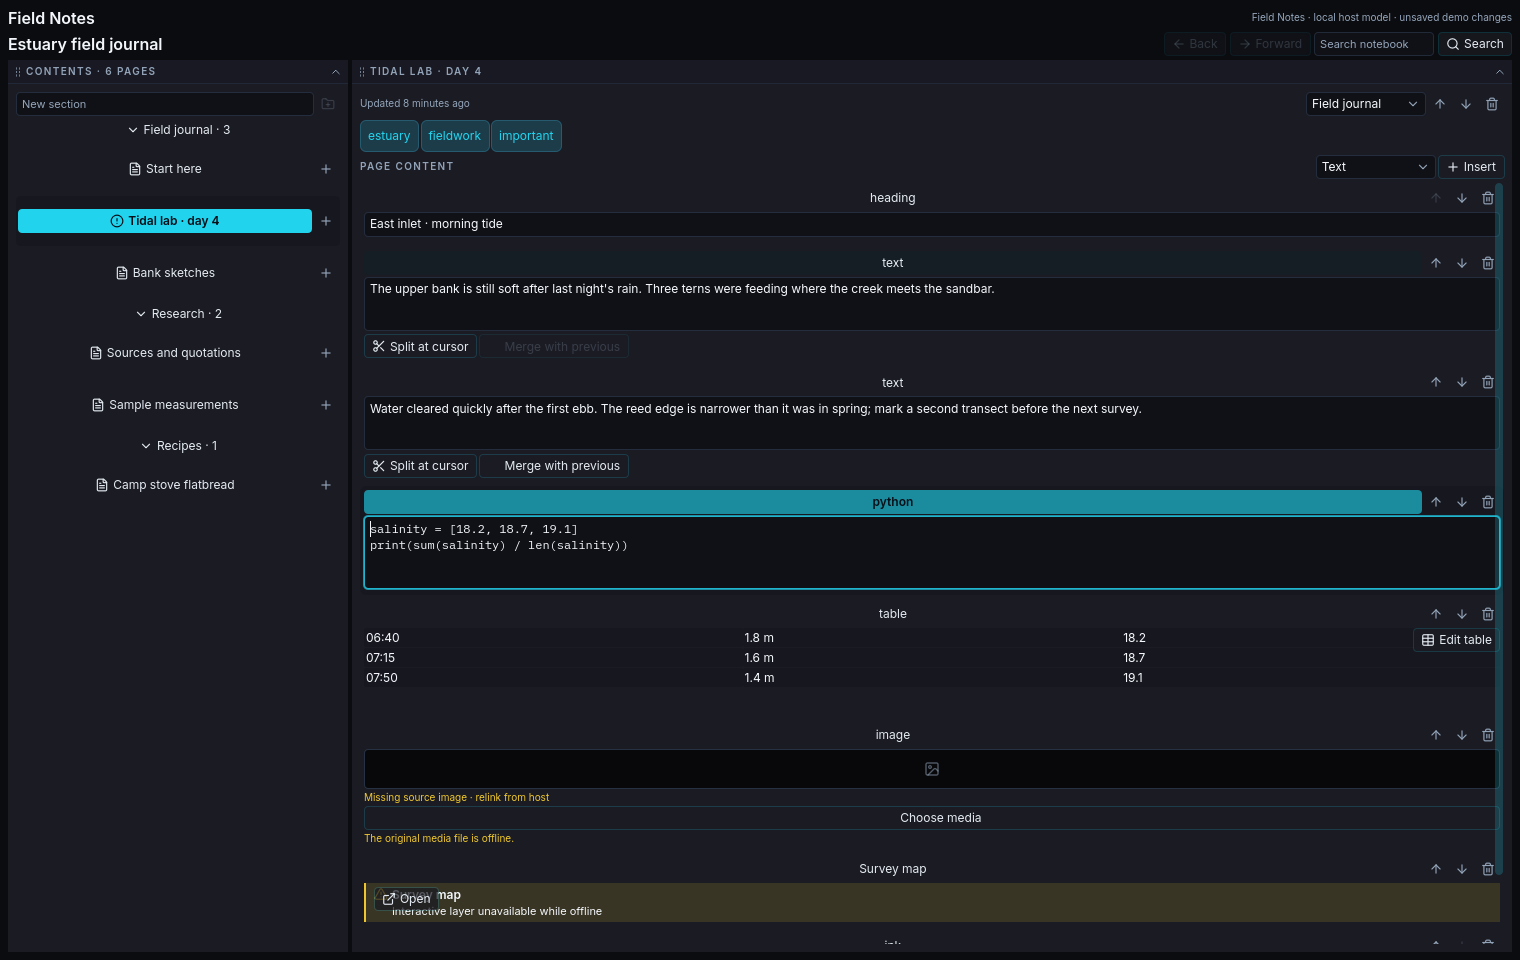 Field Notes
Field Notes · local host model · unsaved demo changes
Estuary field journal
Back
Forward
Search notebook
Search
CONTENTS · 6 PAGES
New section
Field journal · 3
Start here
Tidal lab · day 4
Bank sketches
Research · 2
Sources and quotations
Sample measurements
Recipes · 1
Camp stove flatbread
TIDAL LAB · DAY 4
Updated 8 minutes ago
Field journal
estuary fieldwork important
PAGE CONTENT
Text
Insert
heading
East inlet · morning tide
text
The upper bank is still soft after last night's rain. Three terns were feeding where the creek meets the sandbar.
Split at cursor
Merge with previous
text
Water cleared quickly after the first ebb. The reed edge is narrower than it was in spring; mark a second transect before the next survey.
Split at cursor
Merge with previous
python
salinity = [18.2, 18.7, 19.1]
print(sum(salinity) / len(salinity))
table
06:40 1.8 m 18.2
Edit table
07:15 1.6 m 18.7
07:50 1.4 m 19.1
image
Missing source image · relink from host
Choose media
The original media file is offline.
Survey map
Survey map
Open
Interactive layer unavailable while offline